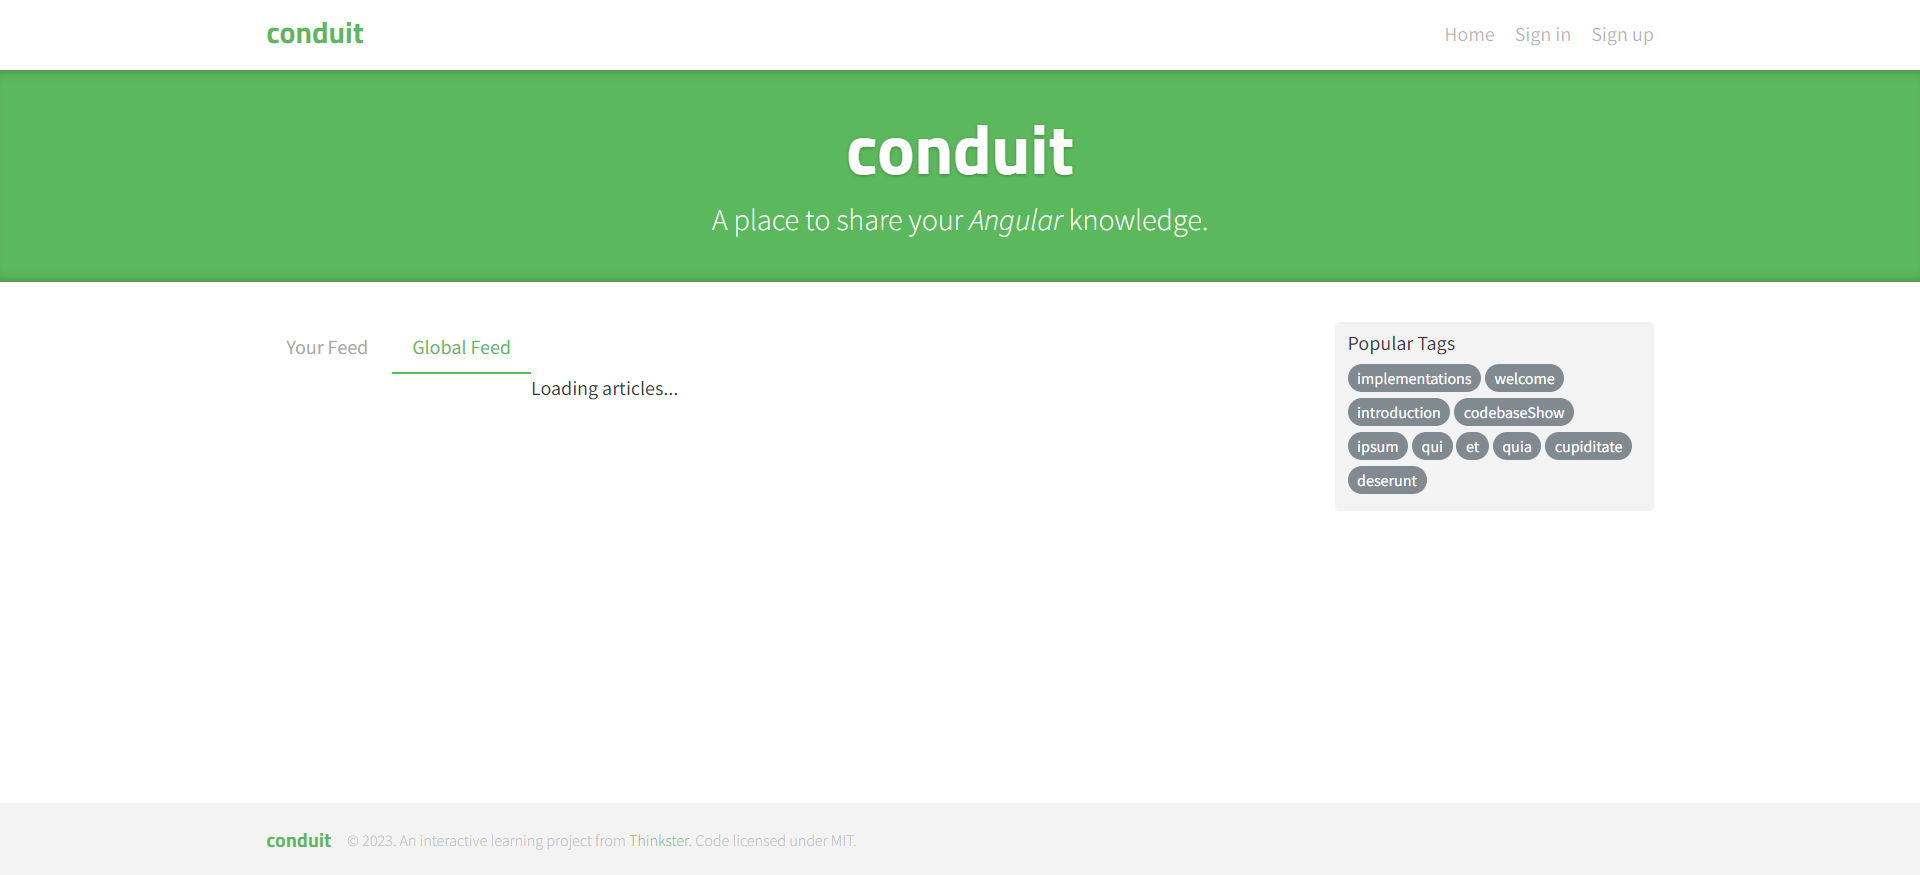 conduit
Home Sign in Sign up
conduit
A place to share your Angular knowledge.
Your Feed Global Feed
Loading articles...
Popular Tags
implementations welcome
introduction codebaseShow
ipsum qui et quia cupiditate
deserunt
conduit © 2023. An interactive learning project from Thinkster. Code licensed under MIT.